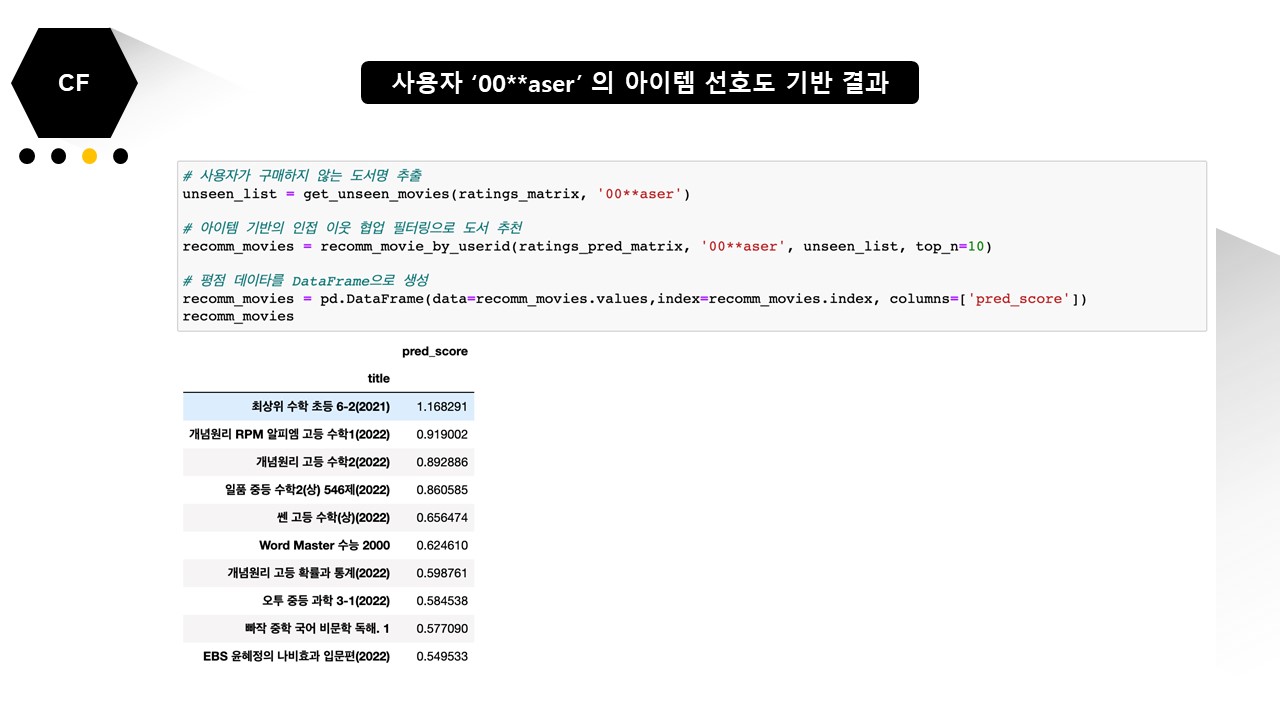 CF
사용자 ‘00**aser’ 의 아이템 선호도 기반 결과
# 사용자가 구매하지 않는 도서명 추출
unseen_list = get_unseen_movies(ratings_matrix, '00**aser')
# 아이템 기반의 인접 이웃 협업 필터링으로 도서 추천
recomm_movies = recomm_movie_by_userid(ratings_pred_matrix, '00**aser', unseen_list, top_n=10)
# 평점 데이타를 DataFrame으로 생성
recomm_movies = pd.DataFrame(data=recomm_movies.values,index=recomm_movies.index, columns=['pred_score'])
recomm_movies
pred_score
title
최상위 수학 초등 6-2(2021) 1.168291
개념원리 RPM 알피엠 고등 수학1(2022) 0.919002
개념원리 고등 수학2(2022) 0.892886
일품 중등 수학2(상) 546제(2022) 0.860585
쎈 고등 수학(상)(2022) 0.656474
Word Master 수능 2000 0.624610
개념원리 고등 확률과 통계(2022) 0.598761
오투 중등 과학 3-1(2022) 0.584538
빠작 중학 국어 비문학 독해. 1 0.577090
EBS 윤혜정의 나비효과 입문편(2022) 0.549533